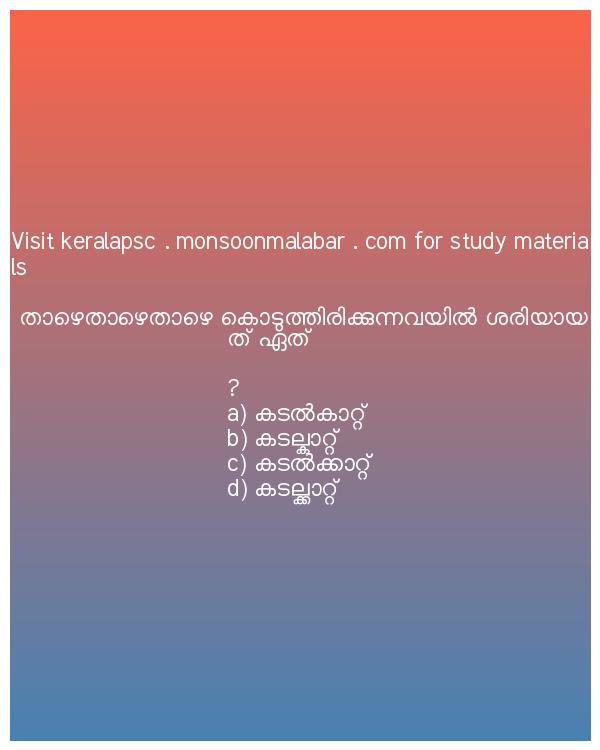 Visit keralapsc . monsoonmalabar . com for study materia
ls
താഴെതാഴെതാഴെ കൊടുത്തിരിക്കുന്നവയിൽ ശരിയായ
ത് ഏത്
?
a) കടൽകാറ്റ്
b) കടല്കാറ്റ്
c) കടൽക്കാറ്റ്
d) കടല്ക്കാറ്റ്